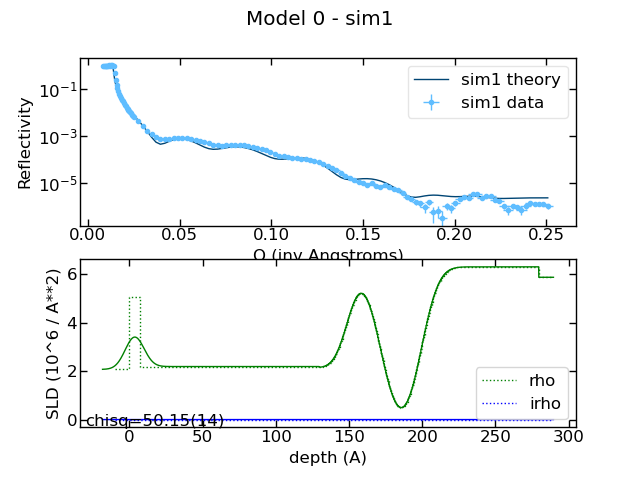 Model 0 - sim1
Reflectivity
10−1
10−3
10−5
sim1 theory
sim1 data
0.00 0.05 0.10 0.15 0.20 0.25
Q (inv Angstroms)
SLD (10^6 / A**2)
6
4
2
0
rho
irho
chisq=50.15(14)
0 50 100 150 200 250 300
depth (A)